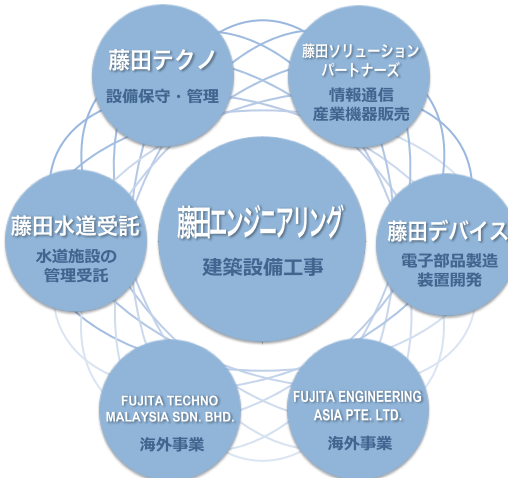 藤田テクノ
設備保守・管理
藤田ソリューション
パートナーズ
情報通信
産業機器販売
藤田水道受託
水道施設の
管理受託
藤田エンジニアリング
建築設備工事
藤田デバイス
電子部品製造
装置開発
FUJITA TECHNO
MALAYSIA SDN. BHD.
海外事業
FUJITA ENGINEERING
ASIA PTE. LTD.
海外事業